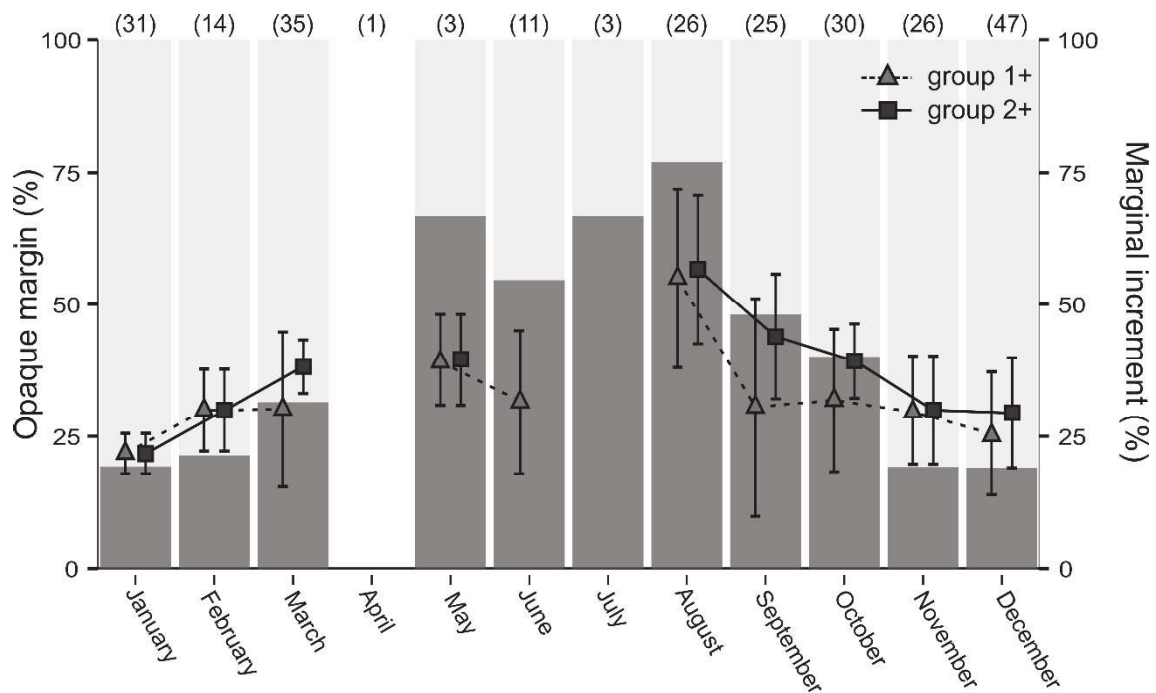 (31) (14) (35) (1) (3) (11) (3) (26) (25) (30) (26) (47)
100 100
group 1+
group 2+
75 75
50 50
25 25
0 0
Opaque margin (%)
Marginal increment (%)
January February March April May June July August September October November December